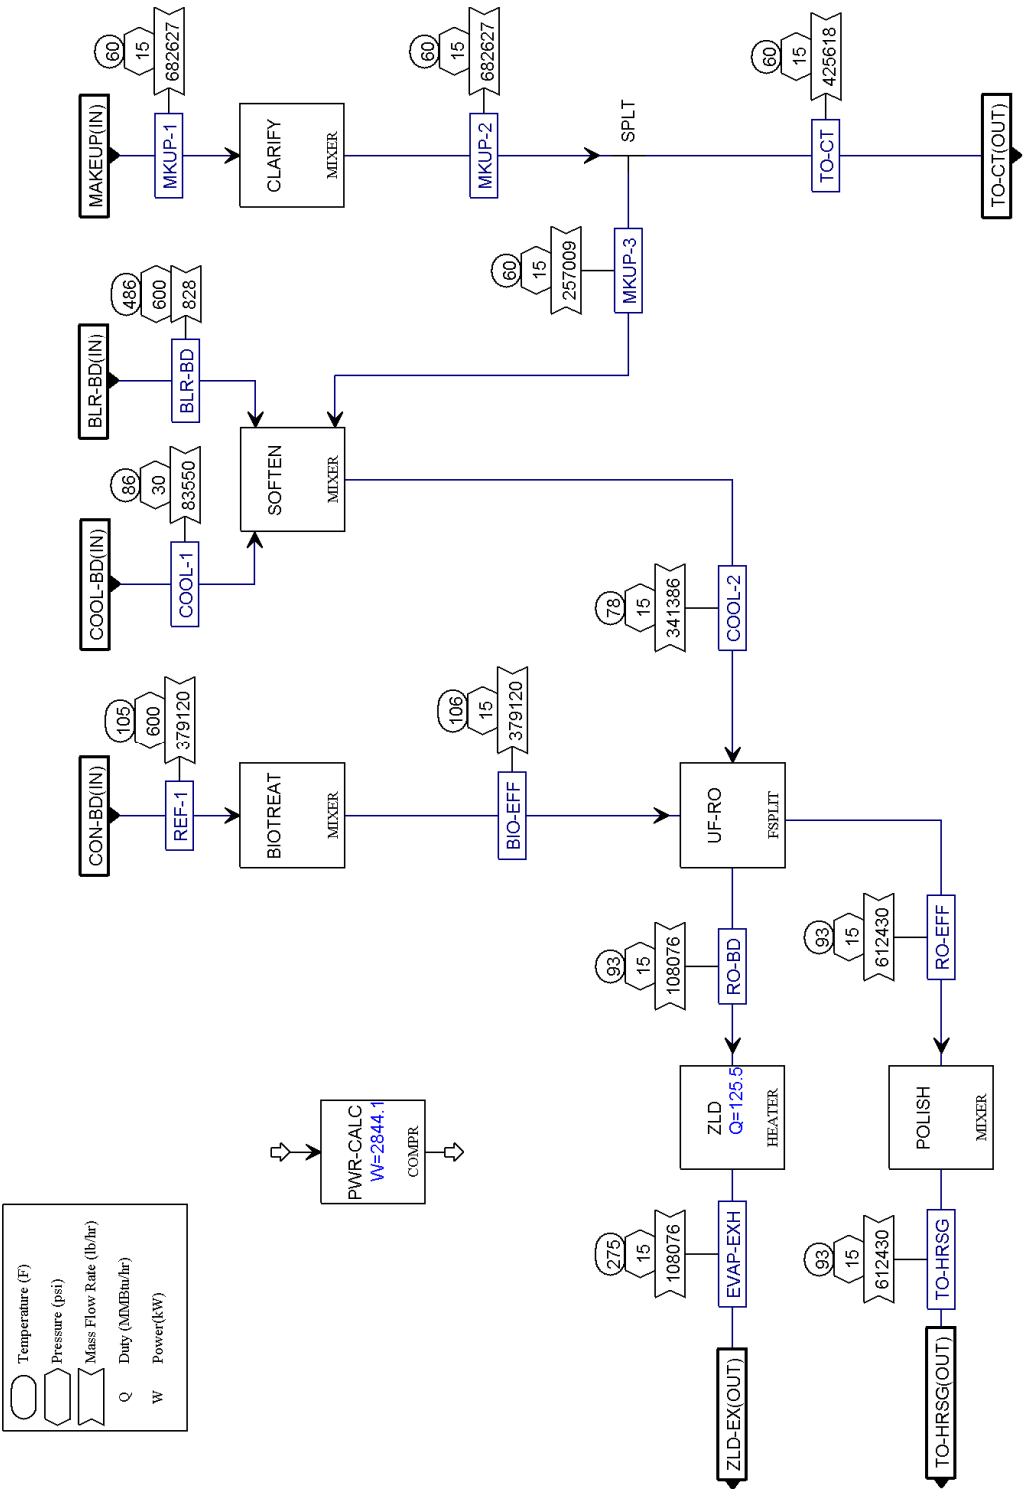 MAKEUP(IN)
60
15
682627
MKUP-1
CLARIFY
MIXER
60
15
682627
MKUP-2
SPLT
60
15
425618
TO-CT
TO-CT(OUT)
60
15
257009
MKUP-3
BLR-BD(IN)
486
600
828
BLR-BD
COOL-BD(IN)
86
30
83550
COOL-1
SOFTEN
MIXER
78
15
341386
COOL-2
CON-BD(IN)
105
600
379120
REF-1
BIOTREAT
MIXER
106
15
379120
BIO-EFF
UF-RO
FSPLIT
93
15
108076
RO-BD
93
15
612430
RO-EFF
ZLD
Q=125.5
HEATER
POLISH
MIXER
PWR-CALC
W=2844.1
COMPR
275
15
108076
EVAP-EXH
ZLD-EX(OUT)
93
15
612430
TO-HRSG
TO-HRSG(OUT)
Temperature (F)
Pressure (psi)
Mass Flow Rate (lb/hr)
Q Duty (MMBtu/hr)
W Power(kW)